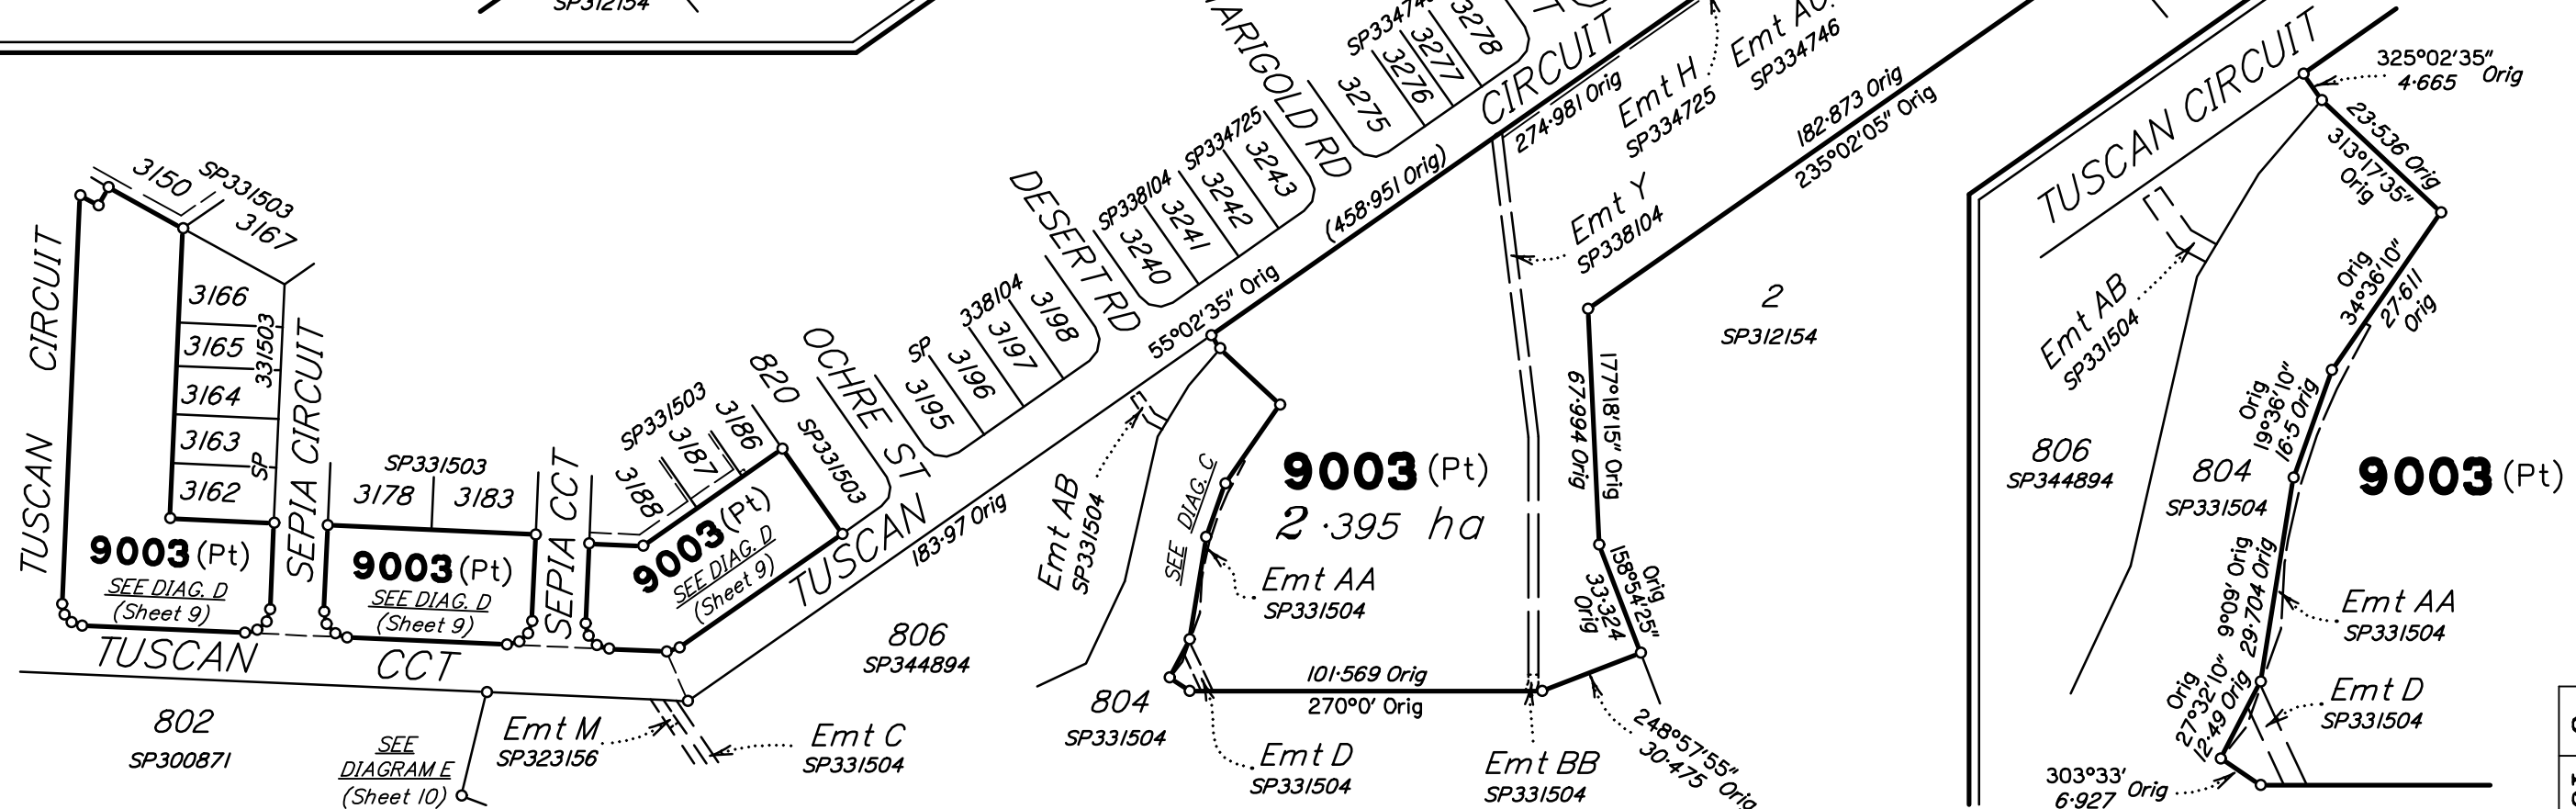 SP312154
TUSCAN CIRCUIT
3150
SP331503
3167
3166
3165
3164
3163
3162
SP
331503
SEPIA CIRCUIT
9003 (Pt)
SEE DIAG. D
(Sheet 9)
SP331503
3178
3183
9003 (Pt)
SEE DIAG. D
(Sheet 9)
SEPIA CCT
SP331503
3188
3187
3186
820
SP331503
9003 (Pt)
SEE DIAG. D
(Sheet 9)
TUSCAN
CCT
TUSCAN
CIRCUIT
OCHRE ST
SP
338104
3195
3196
3197
3198
DESERT RD
SP338104
3240
3241
SP334725
3242
3243
ARIGOLD RD
3275
3276
3277
3278
55°02'35" Orig
(458·951 Orig)
274·981 Orig
183·97 Orig
Emt H
SP334725
SP334746
Emt Y
SP338104
182·873 Orig
235°02'05" Orig
2
SP312154
177°18'15" Orig
67·994 Orig
158°54'25"
Orig
33·324
Orig
248°57'55" Orig
30·475
101·569 Orig
270°0' Orig
9003 (Pt)
2·395 ha
SEE DIAG. C
Emt AB
SP331504
Emt AA
SP331504
806
SP344894
804
SP331504
Emt D
SP331504
Emt BB
SP331504
802
SP300871
SEE
DIAGRAM E
(Sheet 10)
Emt M
SP323156
Emt C
SP331504
TUSCAN CIRCUIT
325°02'35"
4·665 Orig
23·536 Orig
313°17'35"
Orig
Orig
34°36'10"
27·611
Orig
Emt AB
SP331504
Orig
19°36'10"
16·5 Orig
806
SP344894
804
SP331504
9003 (Pt)
9°09' Orig
29·704 Orig
Emt AA
SP331504
Orig
27°32'10"
12·49 Orig
Emt D
SP331504
303°33'
6·927 Orig